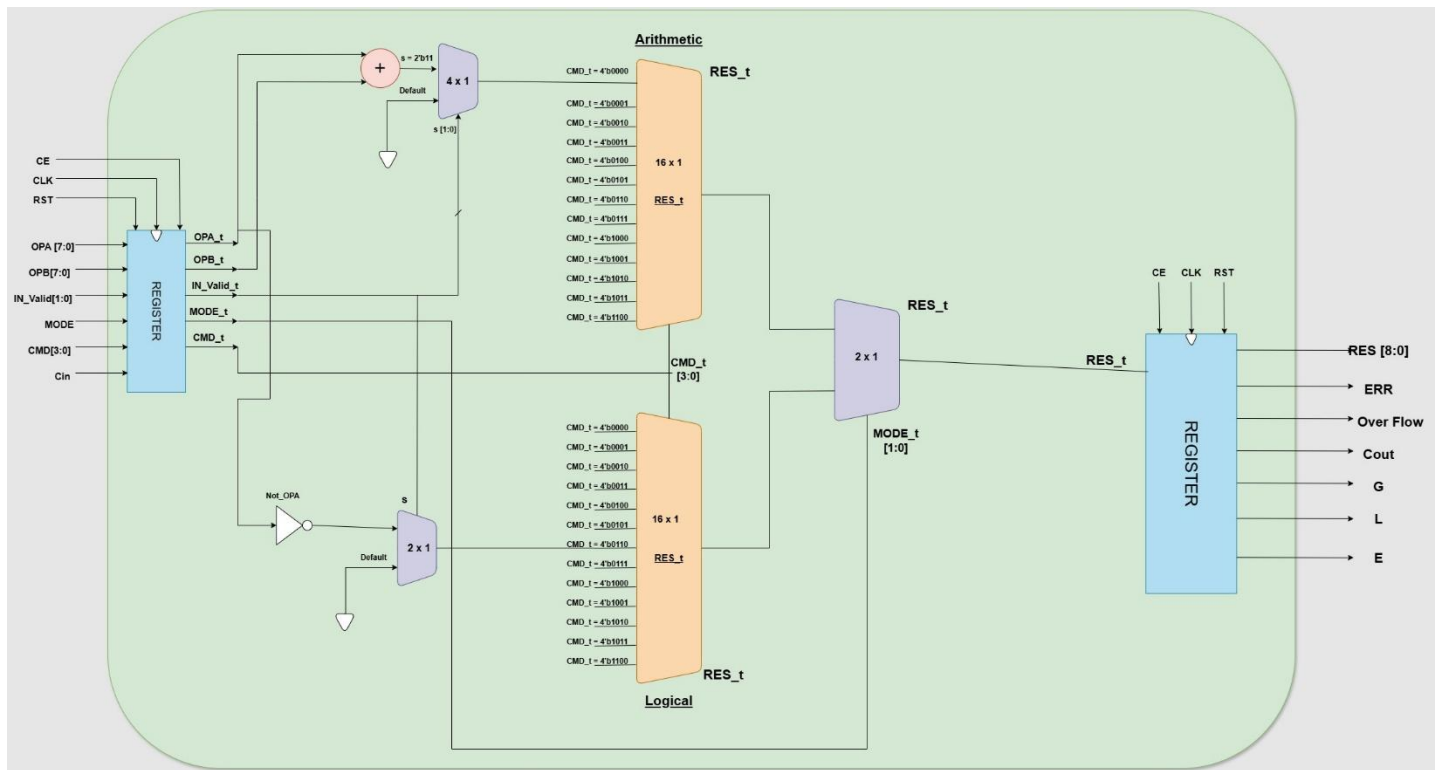 Arithmetic
s = 2'b11
+
4 x 1
Default
s [1:0]
CMD_t = 4'b0000
RES_t
CMD_t = 4'b0001
CMD_t = 4'b0010
CMD_t = 4'b0011
CMD_t = 4'b0100
CMD_t = 4'b0101
CMD_t = 4'b0110
CMD_t = 4'b0111
CMD_t = 4'b1000
CMD_t = 4'b1001
CMD_t = 4'b1010
CMD_t = 4'b1011
CMD_t = 4'b1100
16 x 1
RES_t
CE
CLK
RST
OPA [7:0]
OPB[7:0]
IN_Valid[1:0]
MODE
CMD[3:0]
Cin
REGISTER
OPA_t
OPB_t
IN_Valid_t
MODE_t
CMD_t
CMD_t
[3:0]
Not_OPA
S
2 x 1
Default
CMD_t = 4'b0000
CMD_t = 4'b0001
CMD_t = 4'b0010
CMD_t = 4'b0011
CMD_t = 4'b0100
CMD_t = 4'b0101
CMD_t = 4'b0110
CMD_t = 4'b0111
CMD_t = 4'b1000
CMD_t = 4'b1001
CMD_t = 4'b1010
CMD_t = 4'b1011
CMD_t = 4'b1100
16 x 1
RES_t
RES_t
Logical
RES_t
2 x 1
MODE_t
[1:0]
RES_t
CE
CLK
RST
REGISTER
RES [8:0]
ERR
Over Flow
Cout
G
L
E